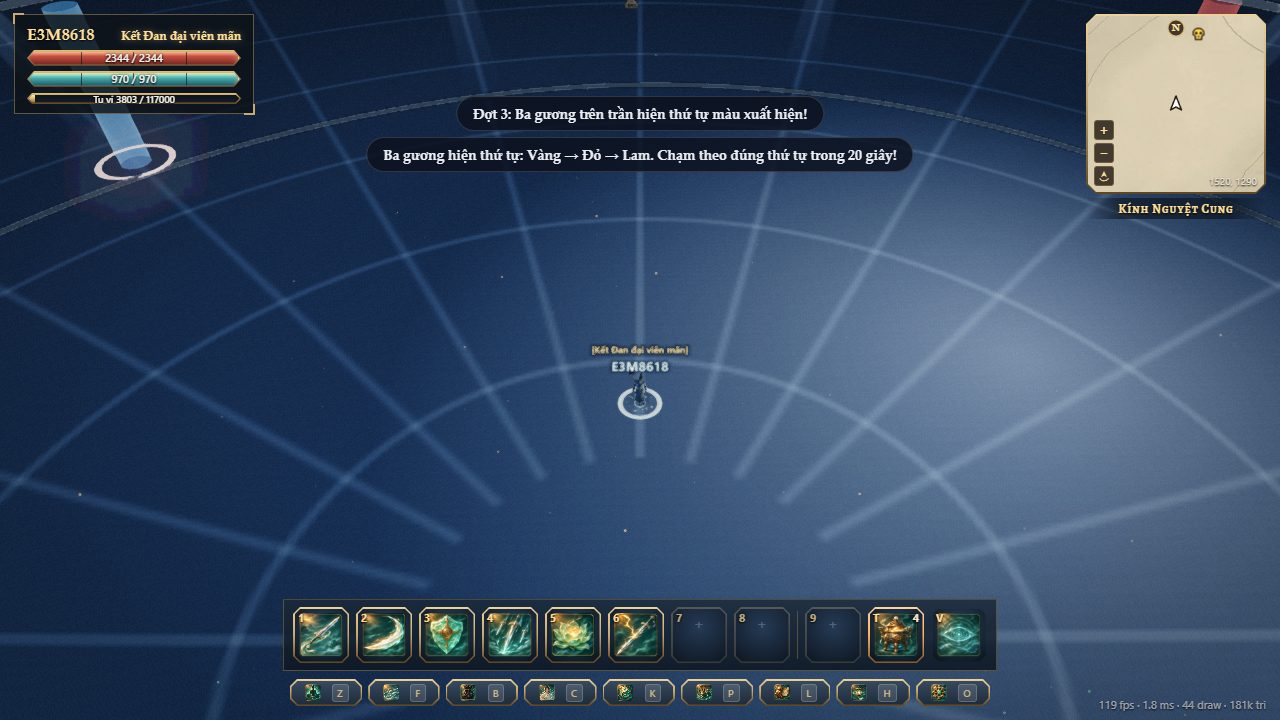 E3M8618 Kết Đan đại viên mãn
2344 / 2344
970 / 970
Tu vi 3803 / 117000
Đợt 3: Ba gương trên trần hiện thứ tự màu xuất hiện!
Ba gương hiện thứ tự: Vàng → Đỏ → Lam. Chạm theo đúng thứ tự trong 20 giây!
N
+
−
1520, 1290
Kính Nguyệt Cung
[Kết Đan đại viên mãn]
E3M8618
1 2 3 4 5 6 7 + 8 + 9 + T 4 V
Z F B C K P L H O
119 fps · 1.8 ms · 44 draw · 181k tri